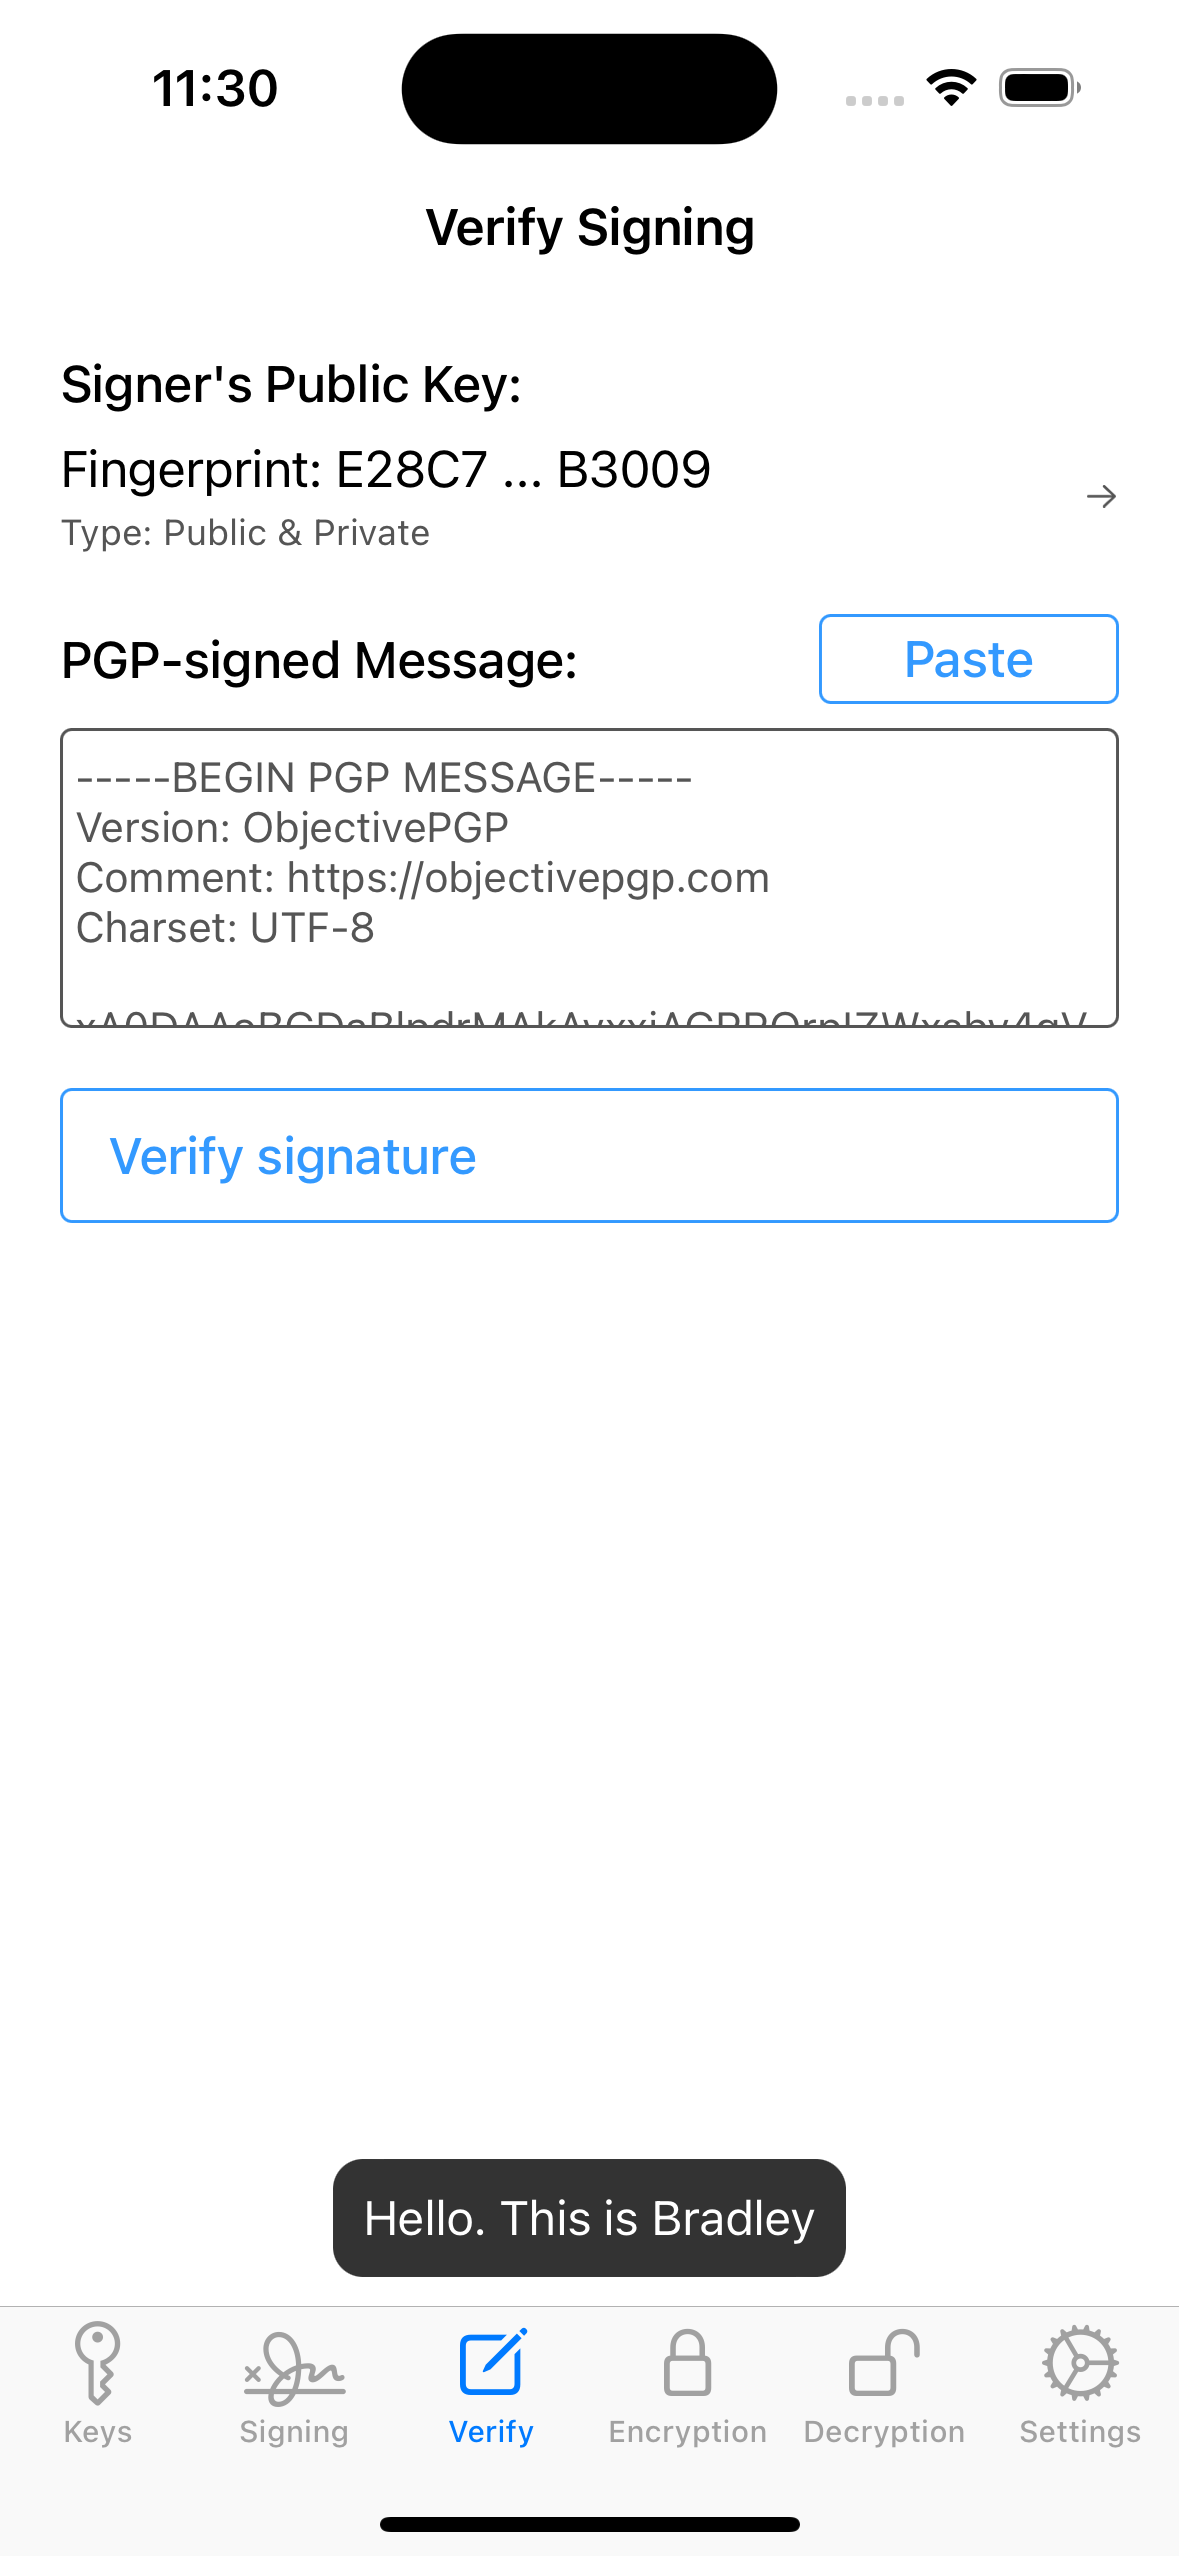 11:30
Verify Signing
Signer's Public Key:
Fingerprint: E28C7 ... B3009
Type: Public & Private
PGP-signed Message:
Paste
-----BEGIN PGP MESSAGE-----
Version: ObjectivePGP
Comment: https://objectivepgp.com
Charset: UTF-8
Verify signature
Hello. This is Bradley
Keys
Signing
Verify
Encryption
Decryption
Settings